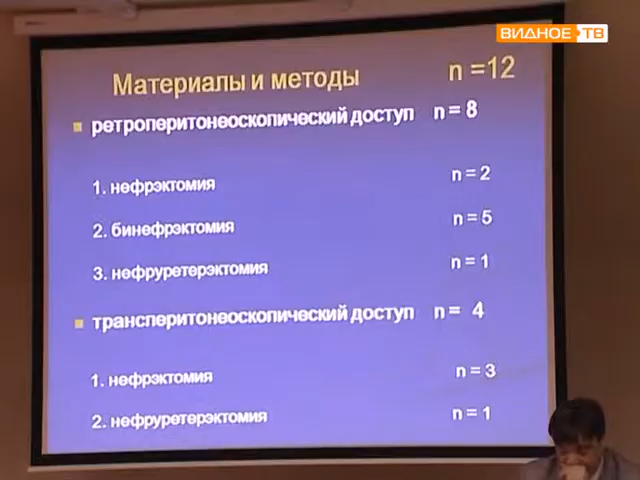 ВИДНОЕ ТВ
Материалы и методы n =12
ретроперитонеоскопический доступ n = 8
1. нефрэктомия n = 2
2. бинефрэктомия n = 5
3. нефруретерэктомия n = 1
трансперитонеоскопический доступ n = 4
1. нефрэктомия n = 3
2. нефруретерэктомия n = 1